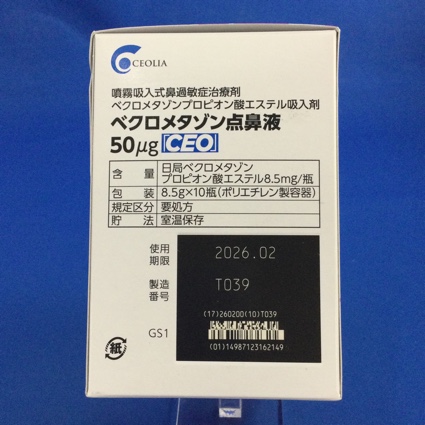 CEOLIA
噴霧吸入式鼻過敏症治療剤
ベクロメタゾンプロピオン酸エステル吸入剤
ベクロメタゾン点鼻液
50μg「CEO」
含 量 日局ベクロメタゾン
プロピオン酸エステル8.5mg/瓶
包 装 8.5g×10瓶(ポリエチレン製容器)
規定区分 要処方
貯 法 室温保存
使用
期限 2026.02
製造
番号 T039
(17)260200(10)T039
GS1
(01)14987123162149
紙